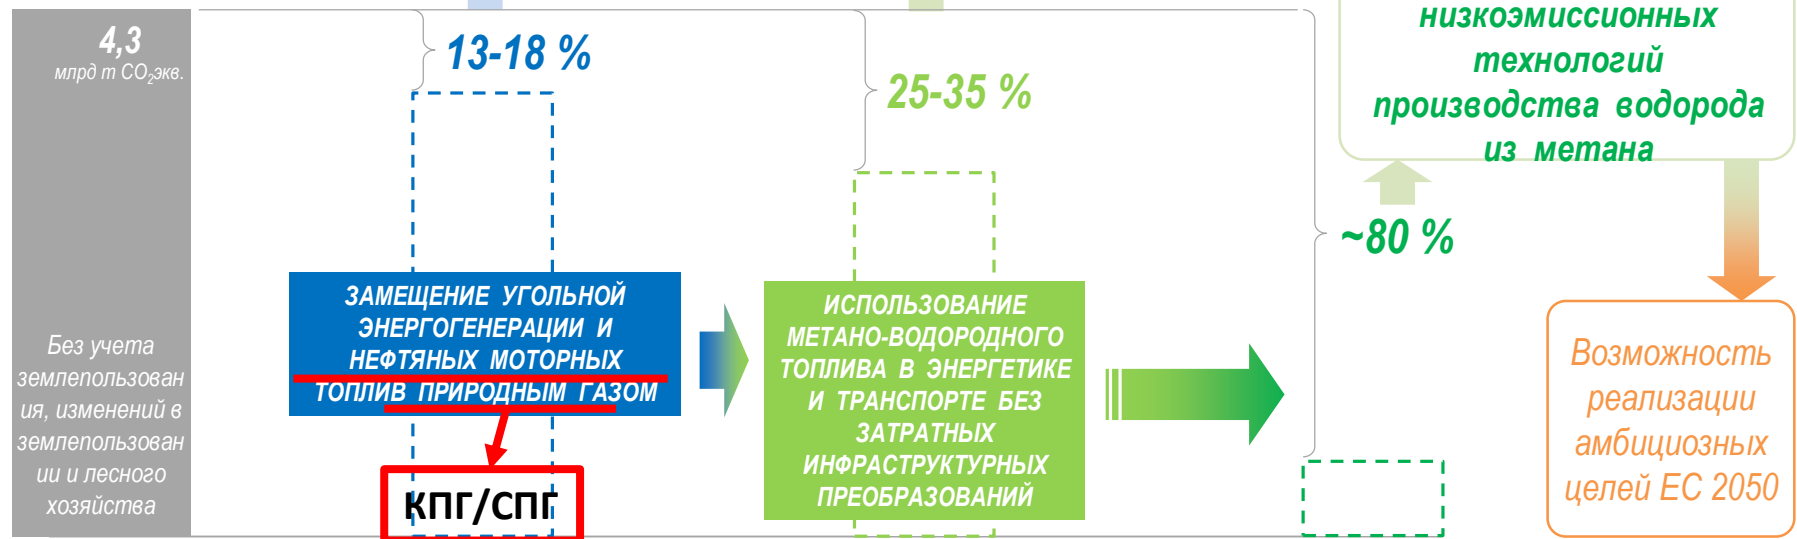 4,3
млрд т CO₂экв.
Без учета
землепользован
ия, изменений в
землепользован
ии и лесного
хозяйства
13-18 %
ЗАМЕЩЕНИЕ УГОЛЬНОЙ
ЭНЕРГОГЕНЕРАЦИИ И
НЕФТЯНЫХ МОТОРНЫХ
ТОПЛИВ ПРИРОДНЫМ ГАЗОМ
КПГ/СПГ
25-35 %
ИСПОЛЬЗОВАНИЕ
МЕТАНО-ВОДОРОДНОГО
ТОПЛИВА В ЭНЕРГЕТИКЕ
И ТРАНСПОРТЕ БЕЗ
ЗАТРАТНЫХ
ИНФРАСТРУКТУРНЫХ
ПРЕОБРАЗОВАНИЙ
~80 %
низкоэмиссионных
технологий
производства водорода
из метана
Возможность
реализации
амбициозных
целей ЕС 2050